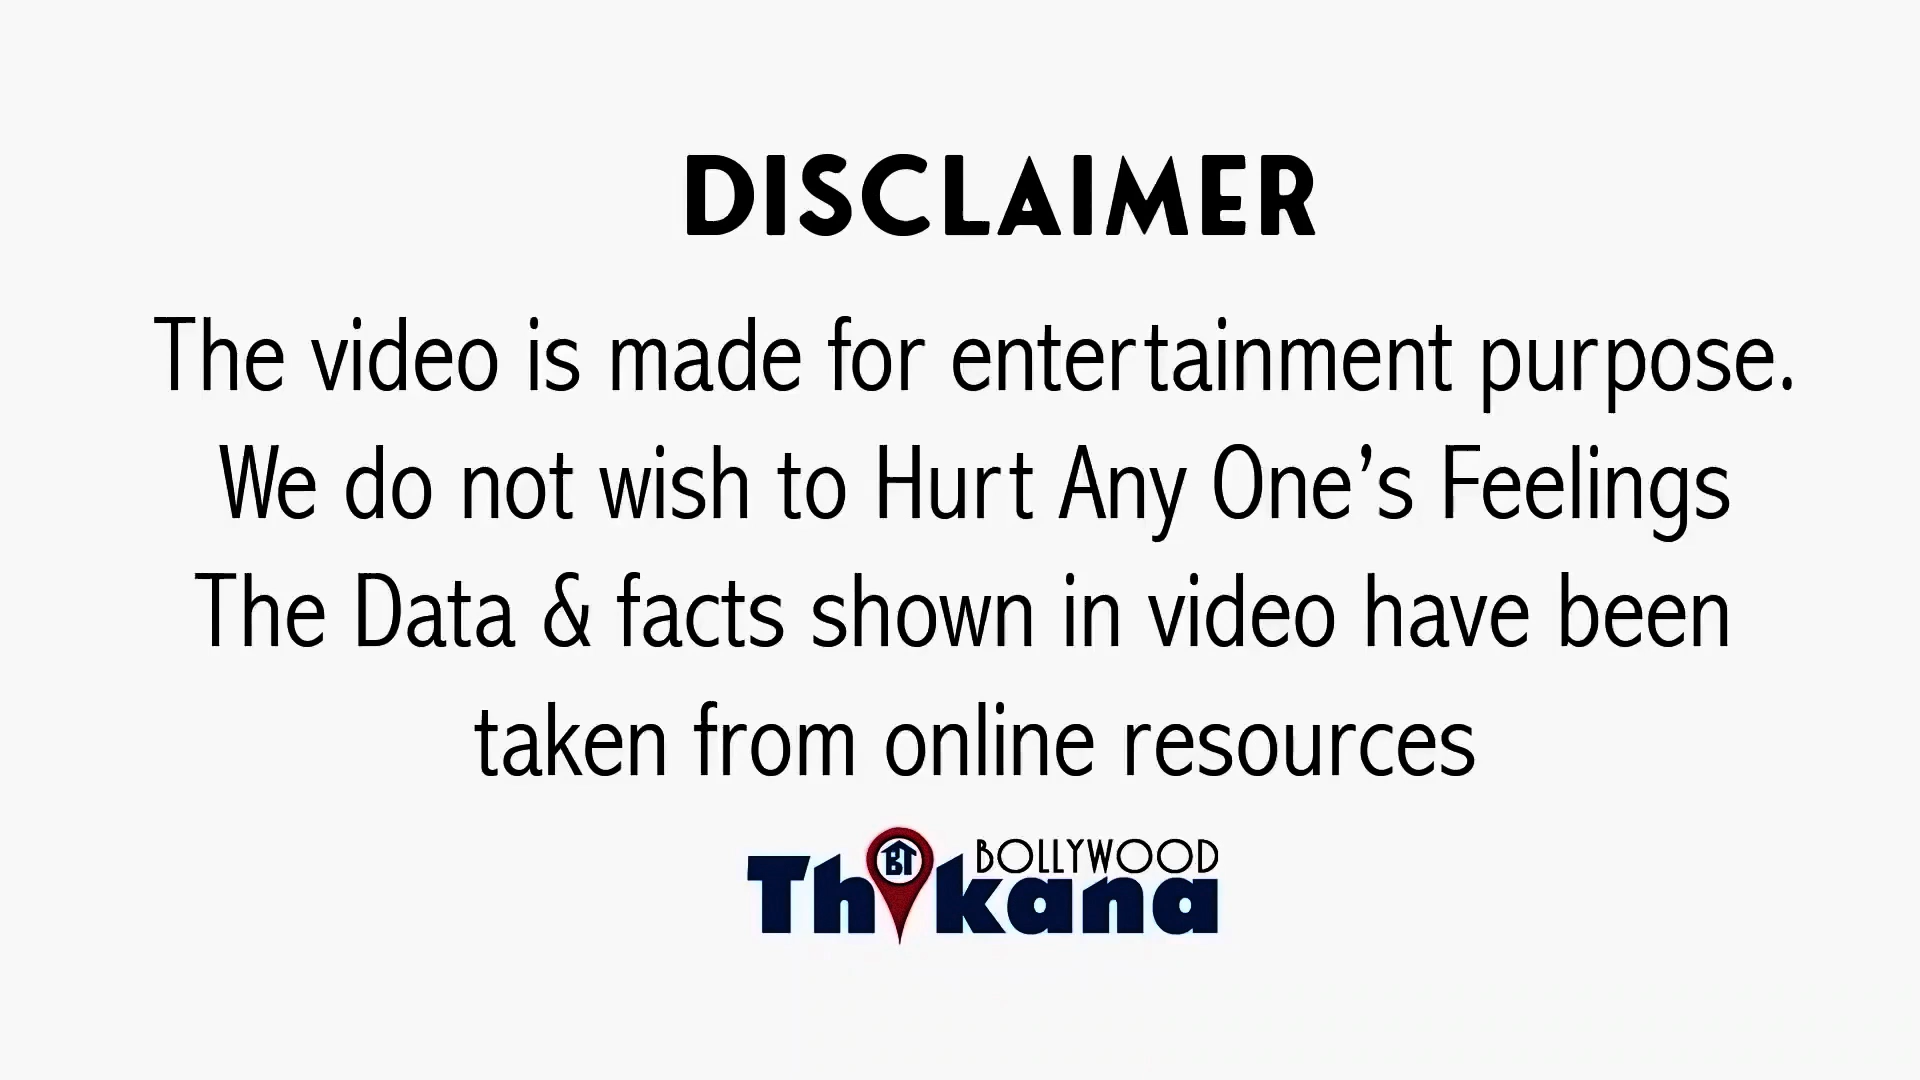 DISCLAIMER
The video is made for entertainment purpose.
We do not wish to Hurt Any One’s Feelings
The Data & facts shown in video have been
taken from online resources
BT
BOLLYWOOD
Thikana